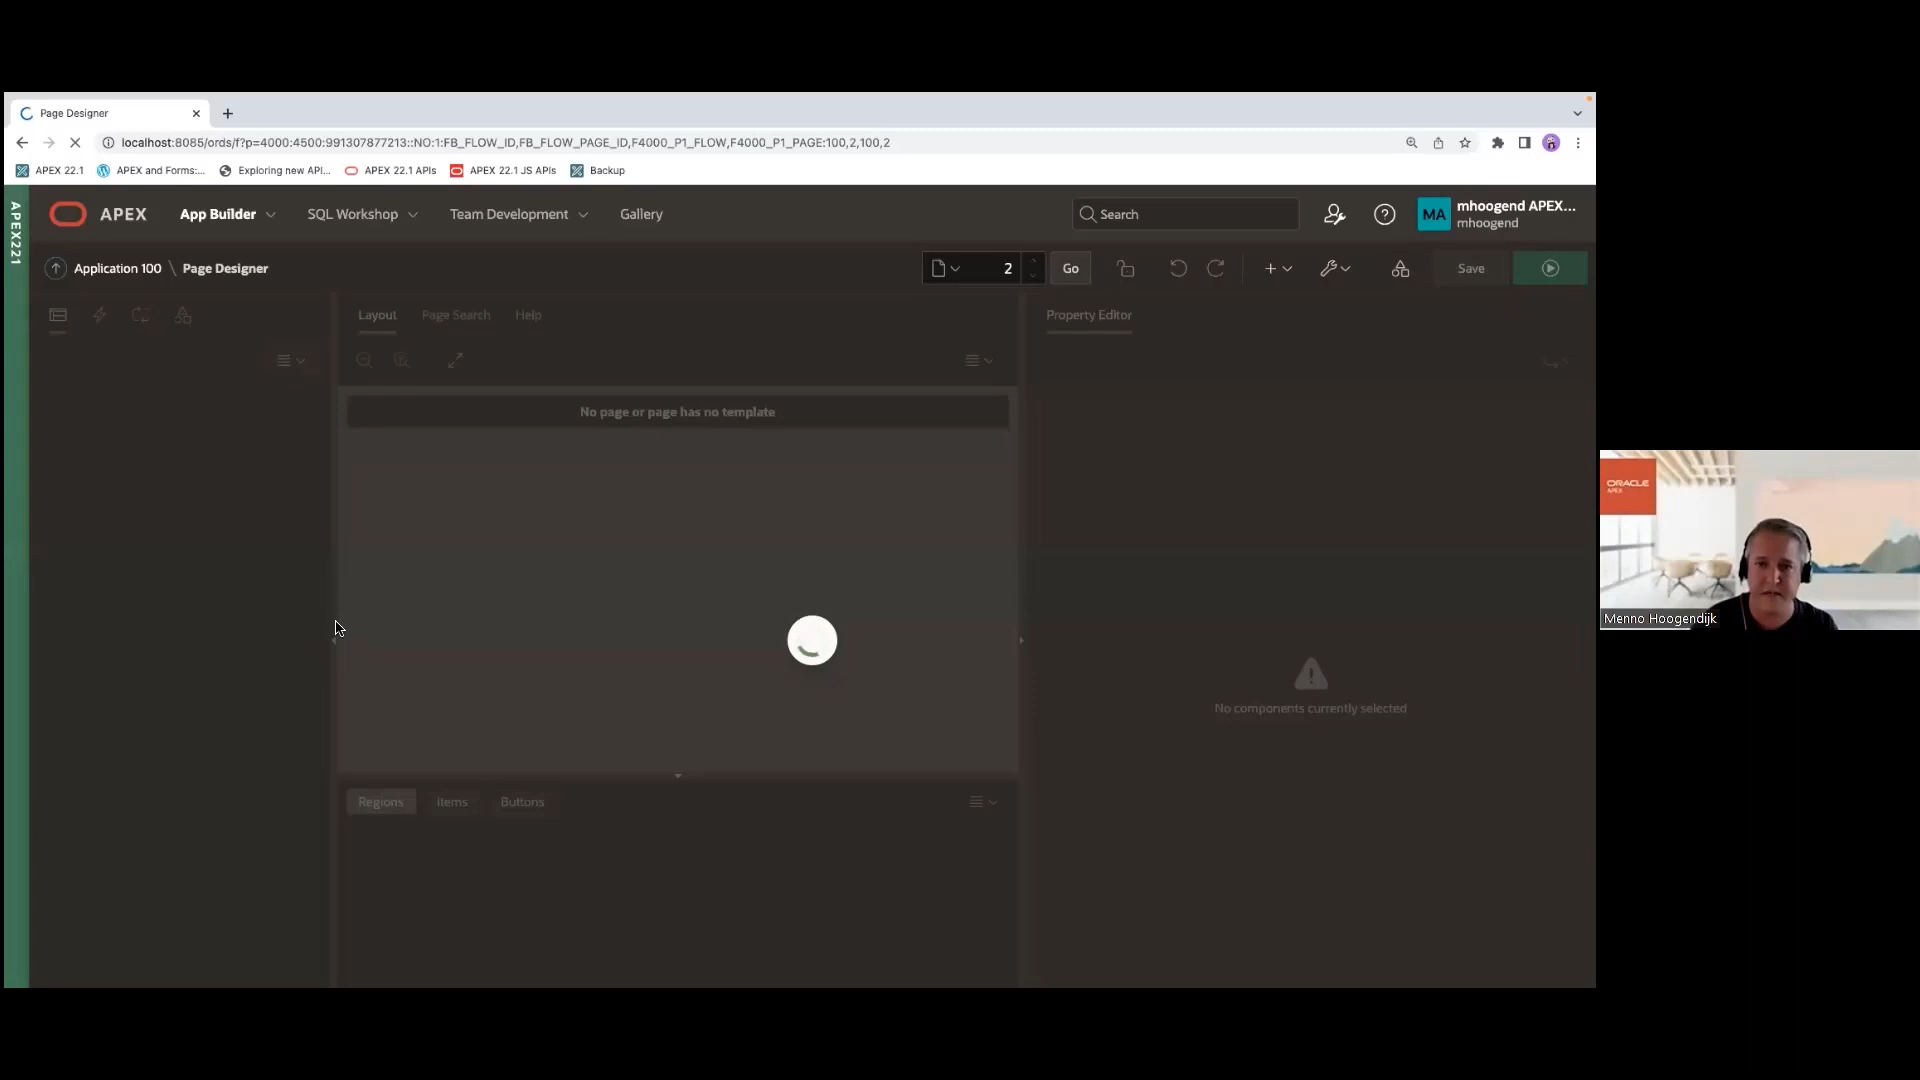 Page Designer
localhost:8085/ords/f?p=4000:4500:991307877213::NO:1:FB_FLOW_ID,FB_FLOW_PAGE_ID,F4000_P1_FLOW,F4000_P1_PAGE:100,2,100,2
APEX 22.1 APEX and Forms:... Exploring new API... APEX 22.1 APIs APEX 22.1 JS APIs Backup
APEX221
APEX App Builder SQL Workshop Team Development Gallery Search MA mhoogend APEX...
mhoogend
Application 100 \ Page Designer 2 Go Save
Layout Page Search Help Property Editor
No page or page has no template
ORACLE
APEX
Menno Hoogendijk
No components currently selected
Regions Items Buttons